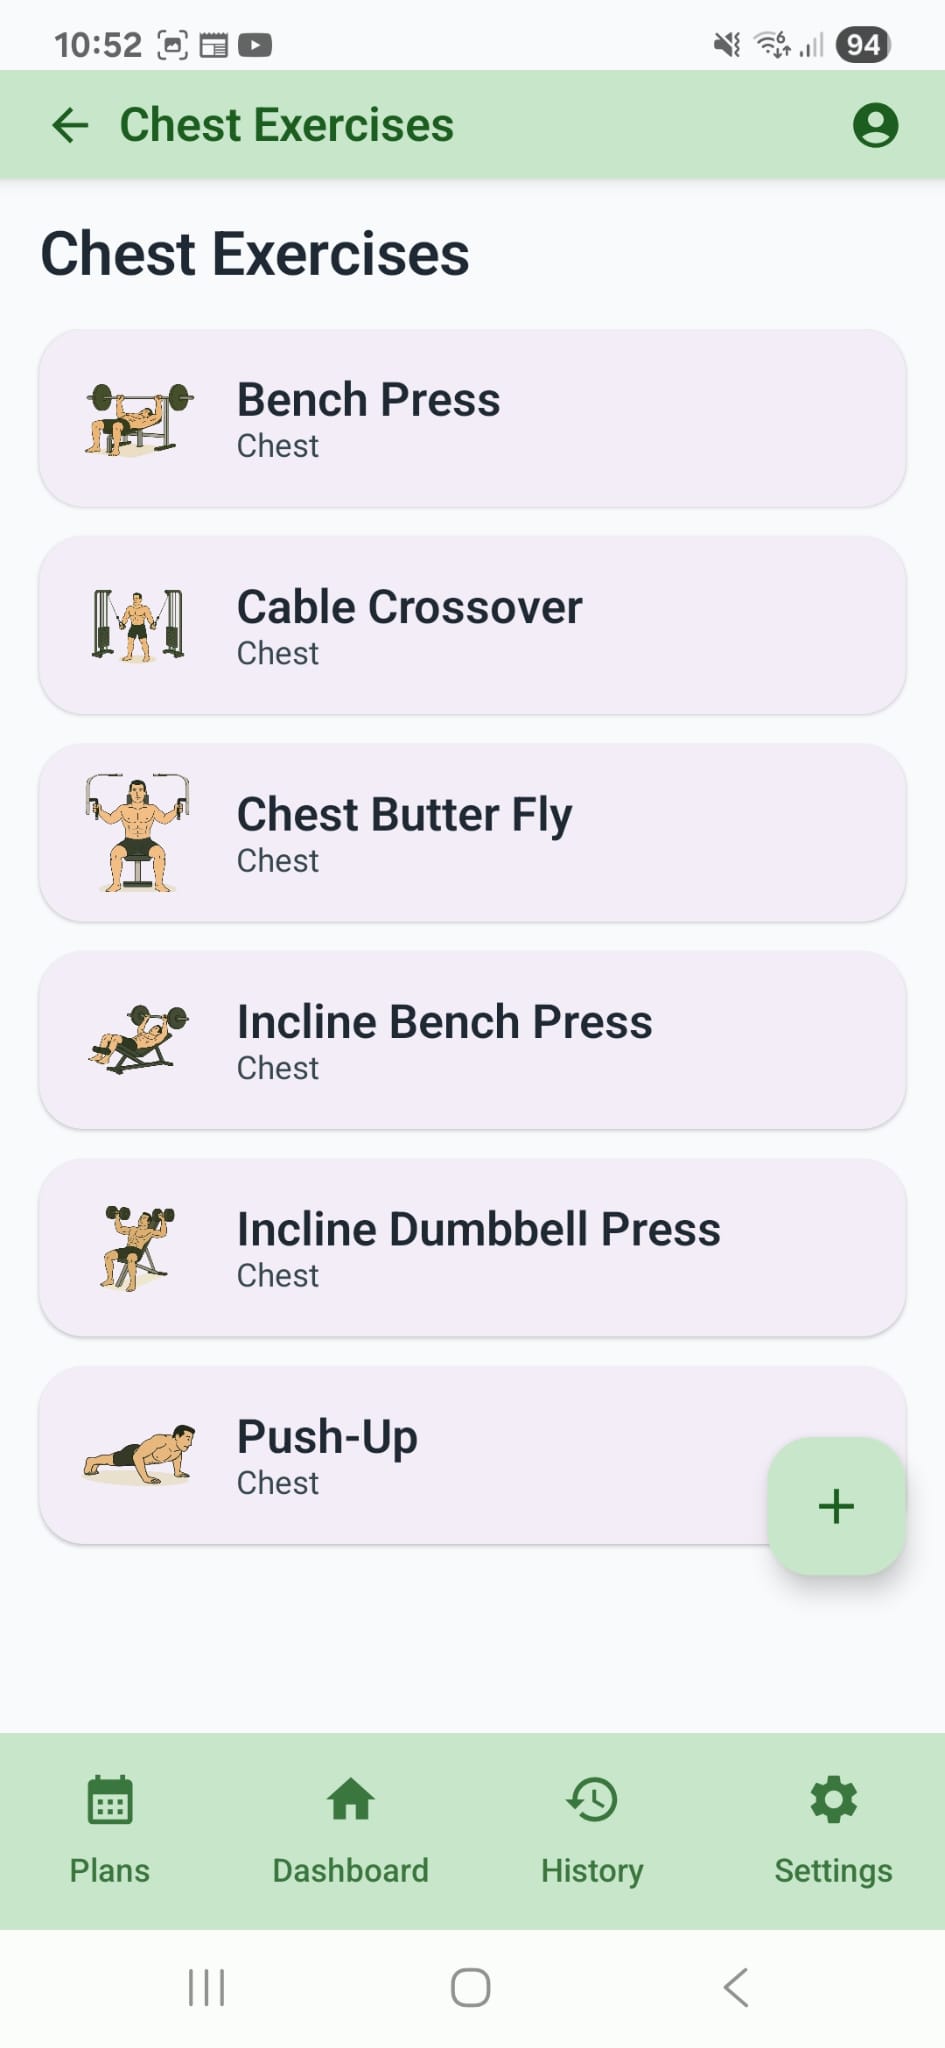 10:52
6
94
Chest Exercises
Chest Exercises
Bench Press
Chest
Cable Crossover
Chest
Chest Butter Fly
Chest
Incline Bench Press
Chest
Incline Dumbbell Press
Chest
Push-Up
Chest
+
Plans
Dashboard
History
Settings